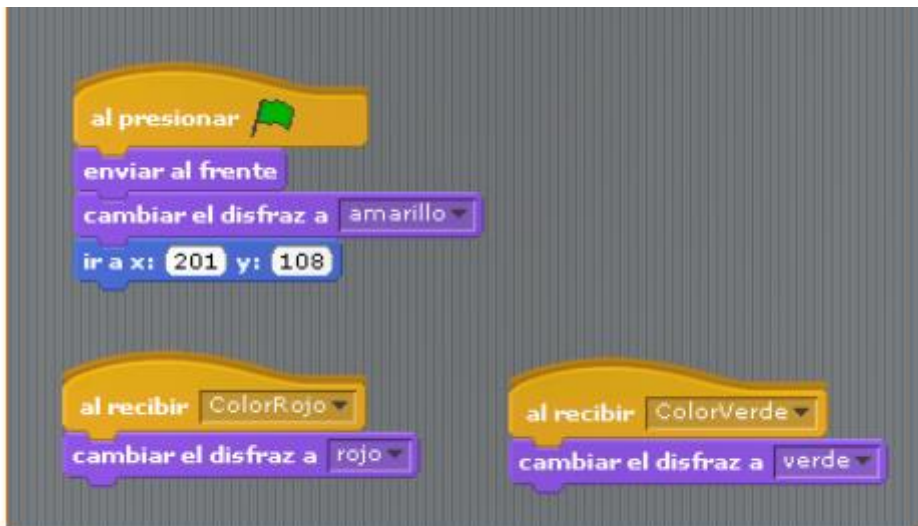 al presionar
enviar al frente
cambiar el disfraz a amarillo
ir a x: 201 y: 108
al recibir ColorRojo
cambiar el disfraz a rojo
al recibir ColorVerde
cambiar el disfraz a verde